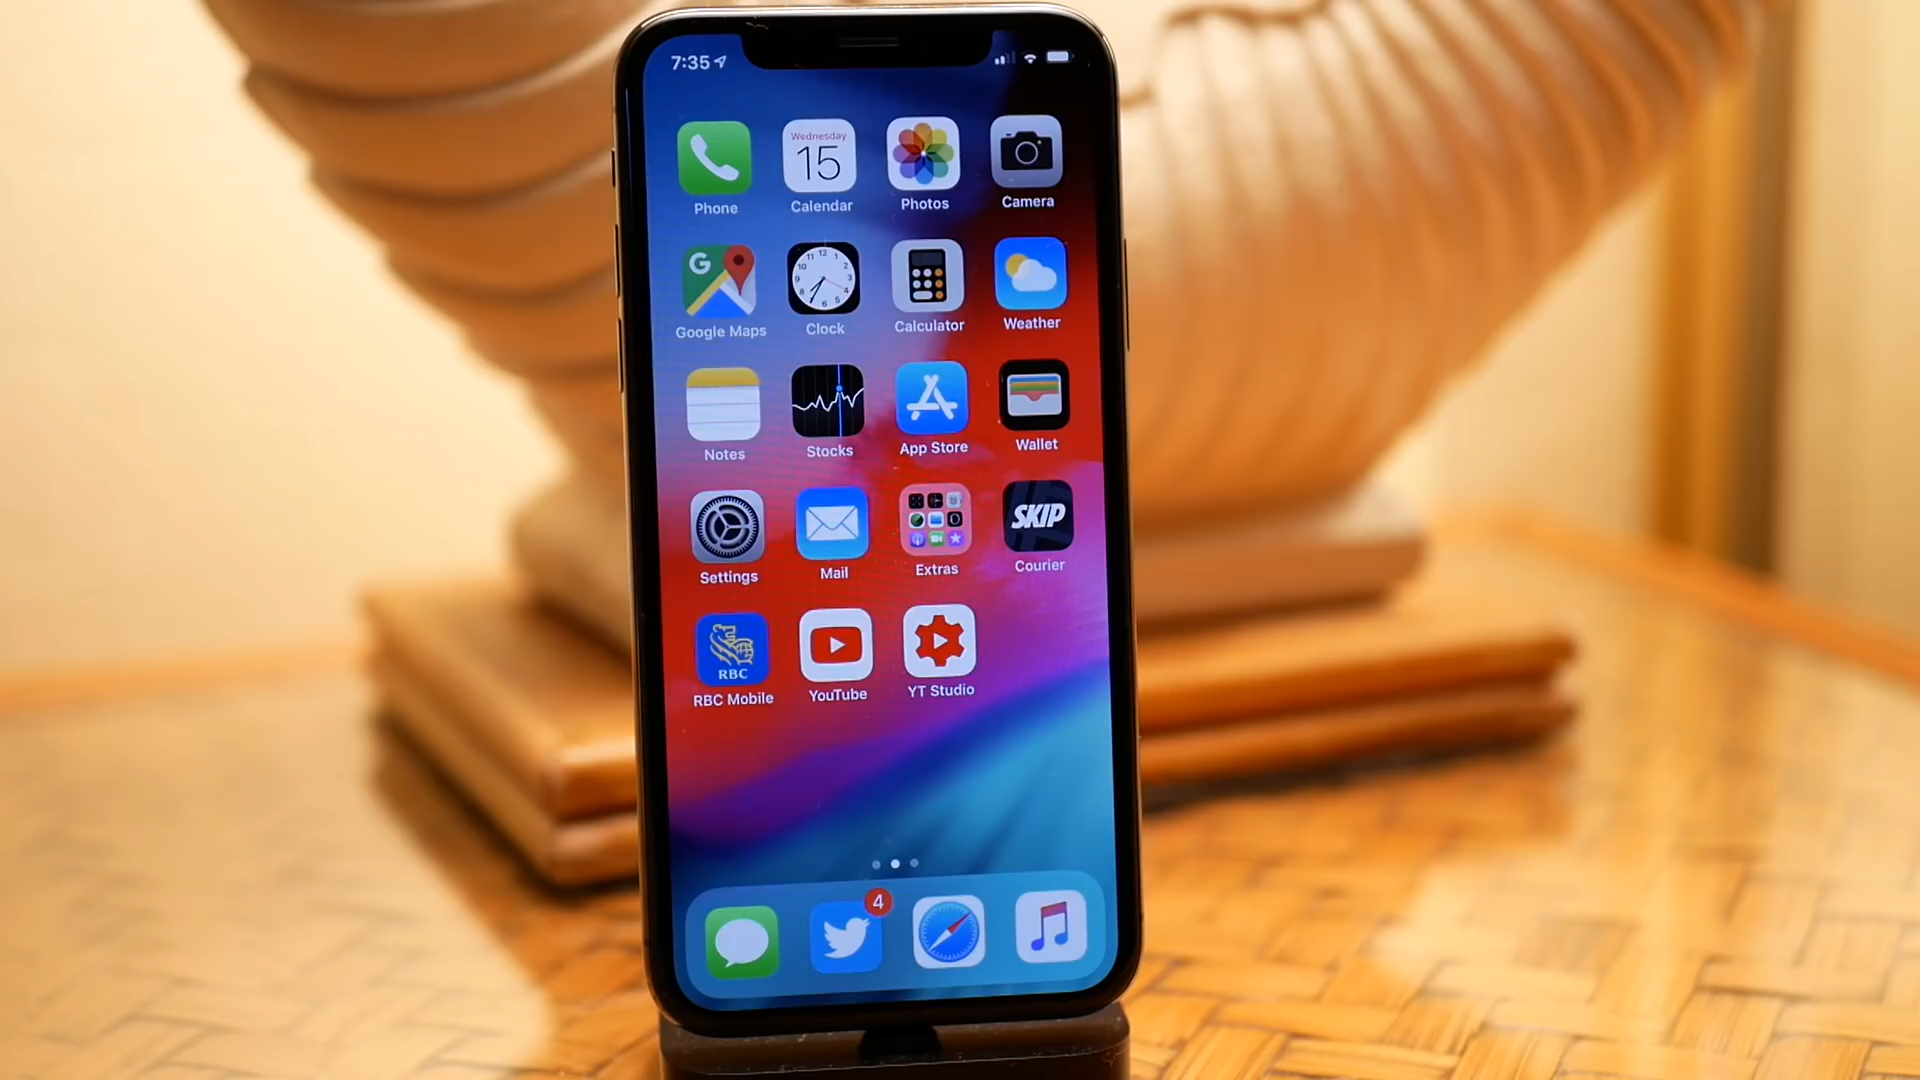 7:35
Wednesday
15
Phone
Calendar
Photos
Camera
G
Google Maps
Clock
Calculator
Weather
Notes
Stocks
App Store
Wallet
SKIP
Settings
Mail
Extras
Courier
RBC
RBC Mobile
YouTube
YT Studio
4